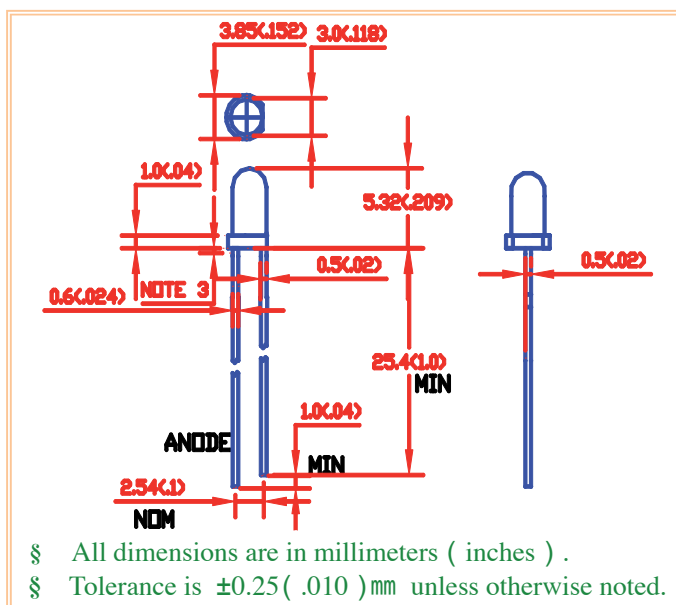 3.85(.152)
3.0(.118)
1.0(.04)
5.32(.209)
0.5(.02)
0.5(.02)
0.6(.024)
NOTE 3
25.4(1.0)
MIN
1.0(.04)
ANODE
MIN
2.54(.1)
NOM
§ All dimensions are in millimeters ( inches ) .
§ Tolerance is ±0.25( .010 )mm unless otherwise noted.